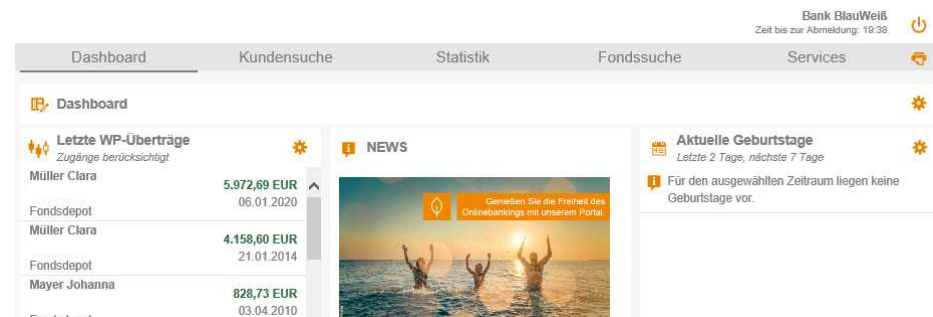 Bank BlauWeiß
Zeit bis zur Abmeldung: 19:38
Dashboard Kundensuche Statistik Fondssuche Services
Dashboard
Letzte WP-Überträge
Zugänge berücksichtigt
Müller Clara
5.972,69 EUR
06.01.2020
Fondsdepot
Müller Clara
4.158,60 EUR
21.01.2014
Fondsdepot
Mayer Johanna
828,73 EUR
03.04.2010
NEWS
Genießen Sie die Freiheit des
Onlinebankings mit unserem Portal.
Aktuelle Geburtstage
Letzte 2 Tage, nächste 7 Tage
Für den ausgewählten Zeitraum liegen keine
Geburtstage vor.